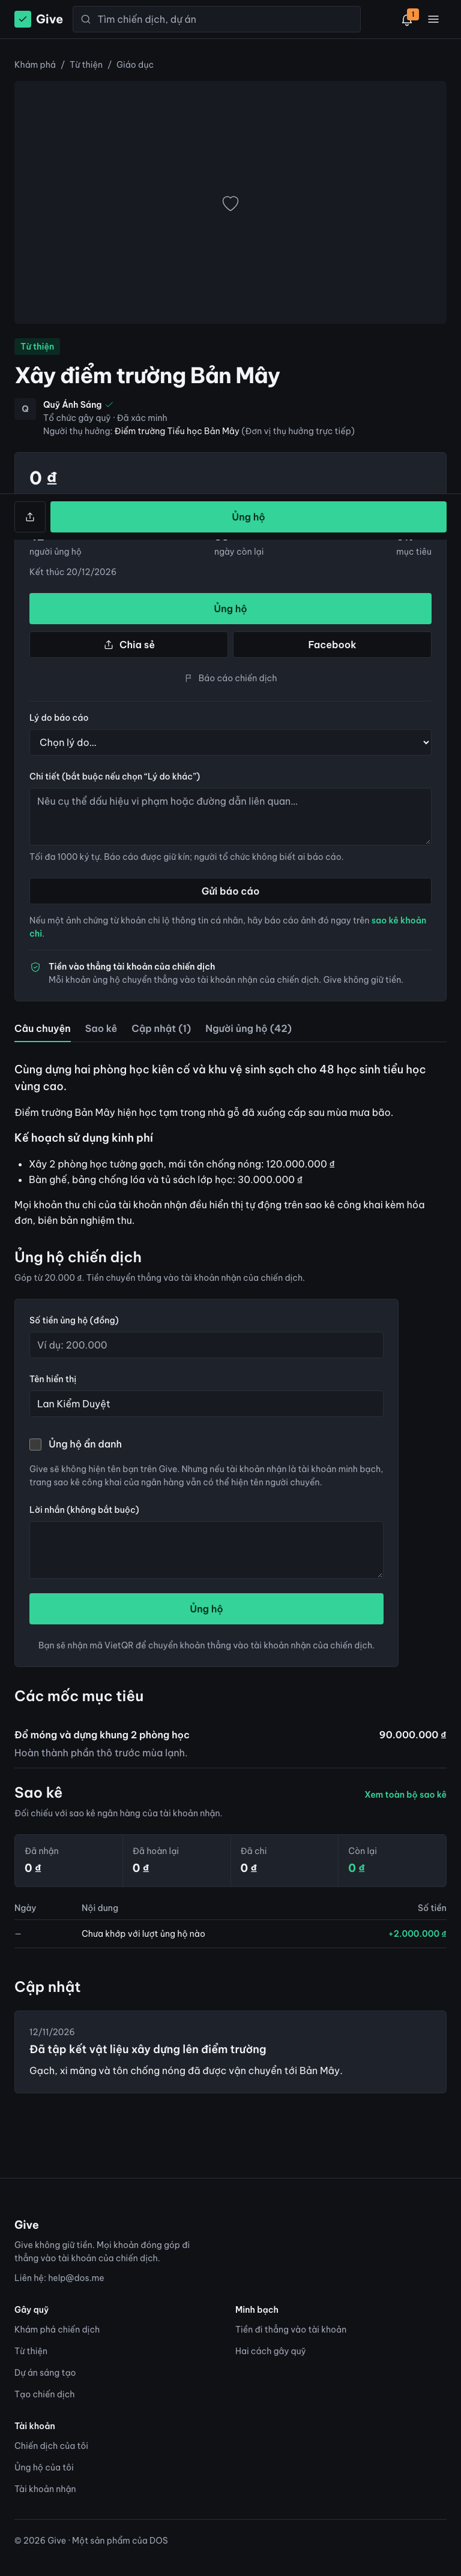 Give
Tìm chiến dịch, dự án
1
Khám phá / Từ thiện / Giáo dục
Từ thiện
Xây điểm trường Bản Mây
Q
Quỹ Ánh Sáng
Tổ chức gây quỹ · Đã xác minh
Người thụ hưởng: Điểm trường Tiểu học Bản Mây (Đơn vị thụ hưởng trực tiếp)
0 ₫
Ủng hộ
người ủng hộ
ngày còn lại
mục tiêu
Kết thúc 20/12/2026
Ủng hộ
Chia sẻ
Facebook
Báo cáo chiến dịch
Lý do báo cáo
Chọn lý do...
Chi tiết (bắt buộc nếu chọn “Lý do khác”)
Nêu cụ thể dấu hiệu vi phạm hoặc đường dẫn liên quan...
Tối đa 1000 ký tự. Báo cáo được giữ kín; người tổ chức không biết ai báo cáo.
Gửi báo cáo
Nếu một ảnh chứng từ khoản chi lộ thông tin cá nhân, hãy báo cáo ảnh đó ngay trên sao kê khoản
chi.
Tiền vào thẳng tài khoản của chiến dịch
Mỗi khoản ủng hộ chuyển thẳng vào tài khoản nhận của chiến dịch. Give không giữ tiền.
Câu chuyện
Sao kê
Cập nhật (1)
Người ủng hộ (42)
Cùng dựng hai phòng học kiên cố và khu vệ sinh sạch cho 48 học sinh tiểu học
vùng cao.
Điểm trường Bản Mây hiện học tạm trong nhà gỗ đã xuống cấp sau mùa mưa bão.
Kế hoạch sử dụng kinh phí
• Xây 2 phòng học tường gạch, mái tôn chống nóng: 120.000.000 ₫
• Bàn ghế, bảng chống lóa và tủ sách lớp học: 30.000.000 ₫
Mọi khoản thu chi của tài khoản nhận đều hiển thị tự động trên sao kê công khai kèm hóa
đơn, biên bản nghiệm thu.
Ủng hộ chiến dịch
Góp từ 20.000 ₫. Tiền chuyển thẳng vào tài khoản nhận của chiến dịch.
Số tiền ủng hộ (đồng)
Ví dụ: 200.000
Tên hiển thị
Lan Kiểm Duyệt
Ủng hộ ẩn danh
Give sẽ không hiện tên bạn trên Give. Nhưng nếu tài khoản nhận là tài khoản minh bạch,
trang sao kê công khai của ngân hàng vẫn có thể hiện tên người chuyển.
Lời nhắn (không bắt buộc)
Ủng hộ
Bạn sẽ nhận mã VietQR để chuyển khoản thẳng vào tài khoản nhận của chiến dịch.
Các mốc mục tiêu
Đổ móng và dựng khung 2 phòng học
90.000.000 ₫
Hoàn thành phần thô trước mùa lạnh.
Sao kê
Xem toàn bộ sao kê
Đối chiếu với sao kê ngân hàng của tài khoản nhận.
Đã nhận
0 ₫
Đã hoàn lại
0 ₫
Đã chi
0 ₫
Còn lại
0 ₫
Ngày
Nội dung
Số tiền
—
Chưa khớp với lượt ủng hộ nào
+2.000.000 ₫
Cập nhật
12/11/2026
Đã tập kết vật liệu xây dựng lên điểm trường
Gạch, xi măng và tôn chống nóng đã được vận chuyển tới Bản Mây.
Give
Give không giữ tiền. Mọi khoản đóng góp đi
thẳng vào tài khoản của chiến dịch.
Liên hệ: help@dos.me
Gây quỹ
Khám phá chiến dịch
Từ thiện
Dự án sáng tạo
Tạo chiến dịch
Minh bạch
Tiền đi thẳng vào tài khoản
Hai cách gây quỹ
Tài khoản
Chiến dịch của tôi
Ủng hộ của tôi
Tài khoản nhận
© 2026 Give · Một sản phẩm của DOS